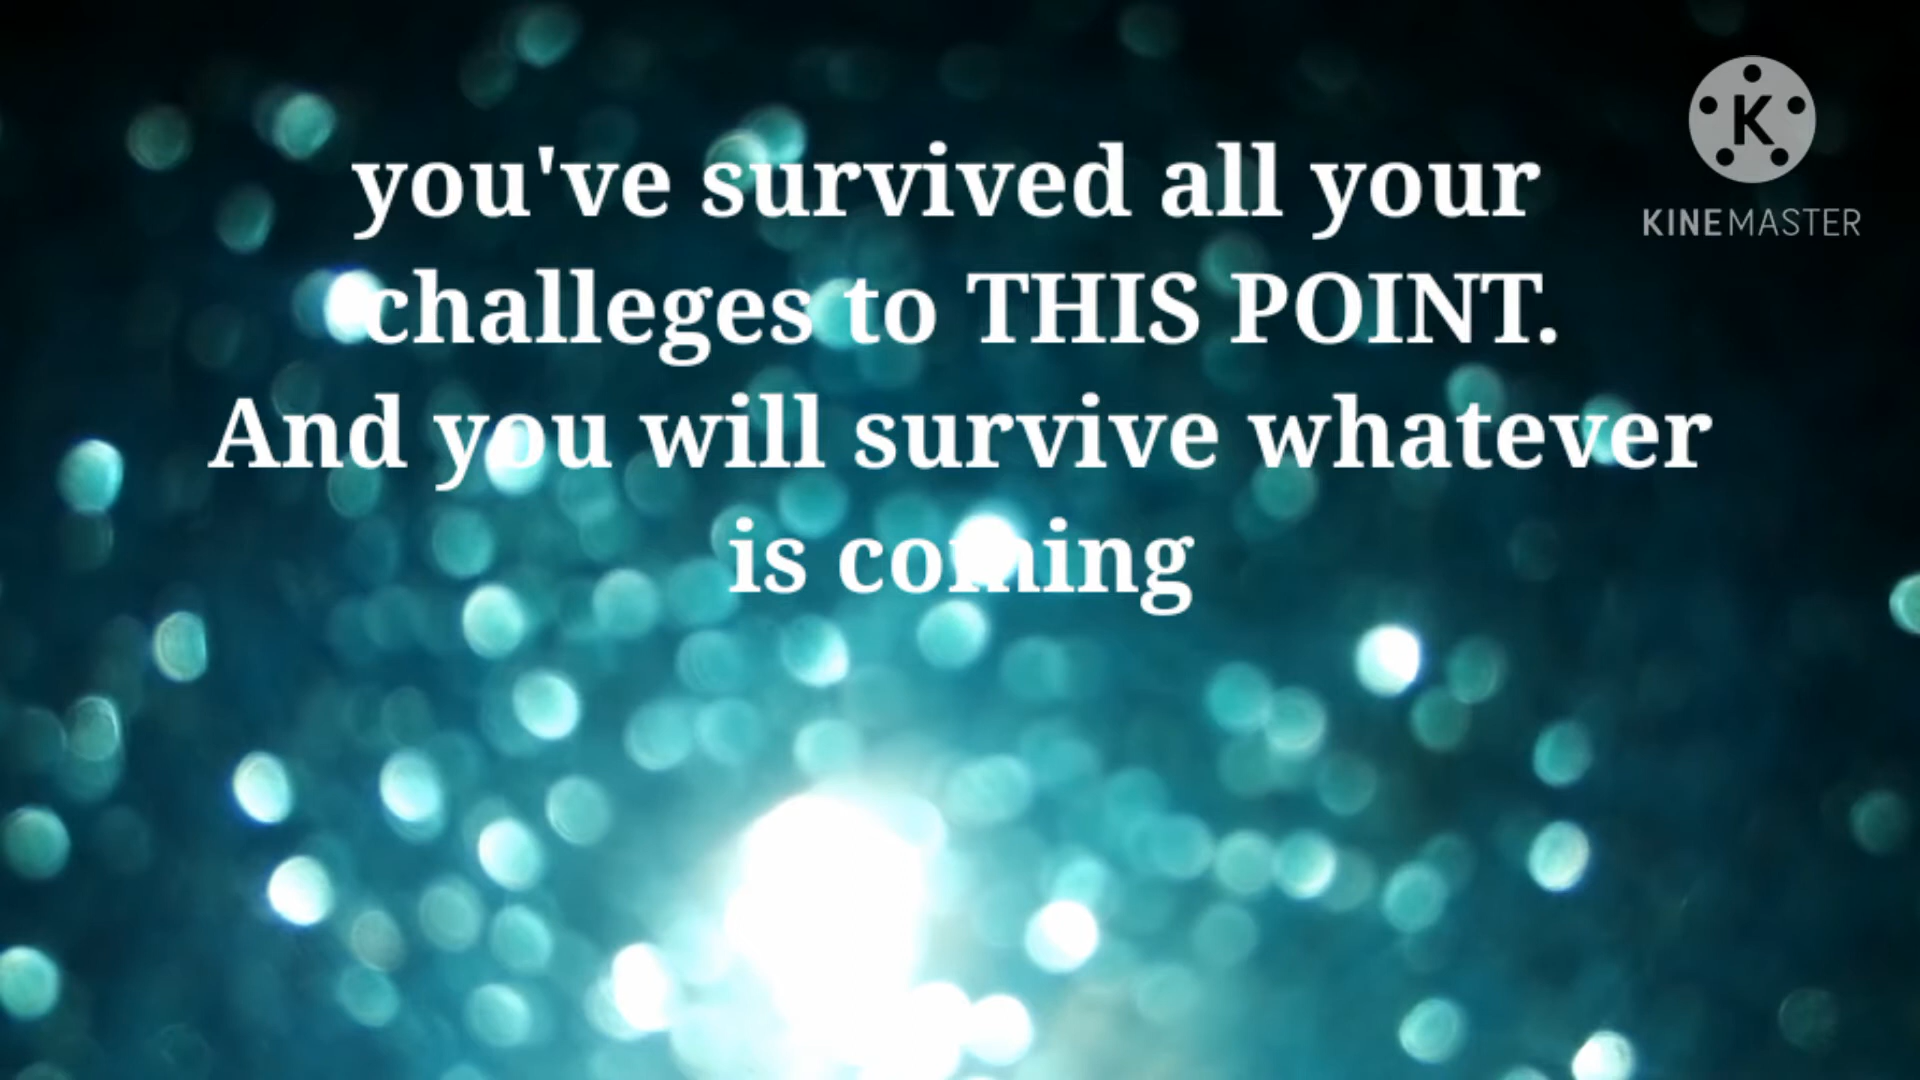 you've survived all your
challeges to THIS POINT.
And you will survive whatever
is coming
K
KINEMASTER